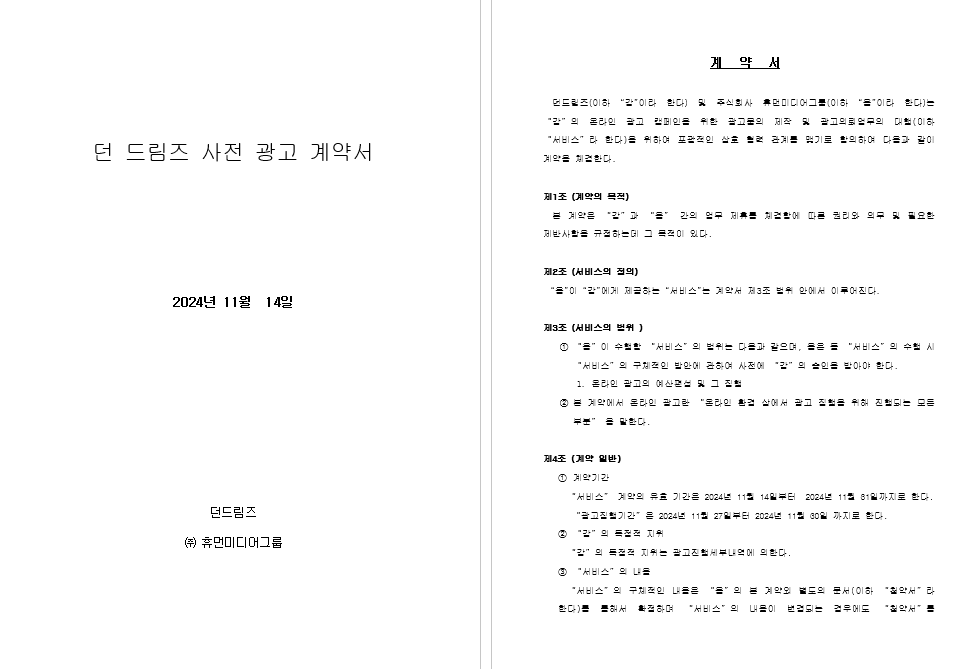 던 드림즈 사전 광고 계약서
2024년 11월 14일
던드림즈
㈜ 휴먼미디어그룹
계 약 서
던드림즈(이하 “갑”이라 한다) 및 주식회사 휴먼미디어그룹(이하 “을”이라 한다)는
“갑” 의 온라인 광고 캠페인을 위한 광고물의 제작 및 광고의뢰업무의 대행(이하
“서비스” 라 한다)을 위하여 포괄적인 상호 협력 관계를 맺기로 합의하여 다음과 같이
계약을 체결한다.
제1조 (계약의 목적)
본 계약은 “갑” 과 “을” 간의 업무 제휴를 체결함에 따른 권리와 의무 및 필요한
제반사항을 규정하는데 그 목적이 있다.
제2조 (서비스의 정의)
“을”이 “갑”에게 제공하는 “서비스”는 계약서 제3조 범위 안에서 이루어진다.
제3조 (서비스의 범위 )
① “을” 이 수행할 “서비스” 의 범위는 다음과 같으며, 을은 동 “서비스” 의 수행 시
“서비스” 의 구체적인 방안에 관하여 사전에 “갑” 의 승인을 받아야 한다.
1. 온라인 광고의 예산편성 및 그 집행
② 본 계약에서 온라인 광고란 “온라인 환경 상에서 광고 집행을 위해 진행되는 모든
부분” 을 말한다.
제4조 (계약 일반)
① 계약기간
“서비스” 계약의 유효 기간은 2024년 11월 14일부터 2024년 11월 31일까지로 한다.
“광고집행기간” 은 2024년 11월 27일부터 2024년 11월 30일 까지로 한다.
② “갑” 의 독점적 지위
“갑” 의 독점적 지위는 광고진행세부내역에 의한다.
③ “서비스” 의 내용
“서비스” 의 구체적인 내용은 “을” 의 본 계약외 별도의 문서(이하 “청약서” 라
한다)를 통해서 확정하며 “서비스” 의 내용이 변경되는 경우에도 “청약서” 를